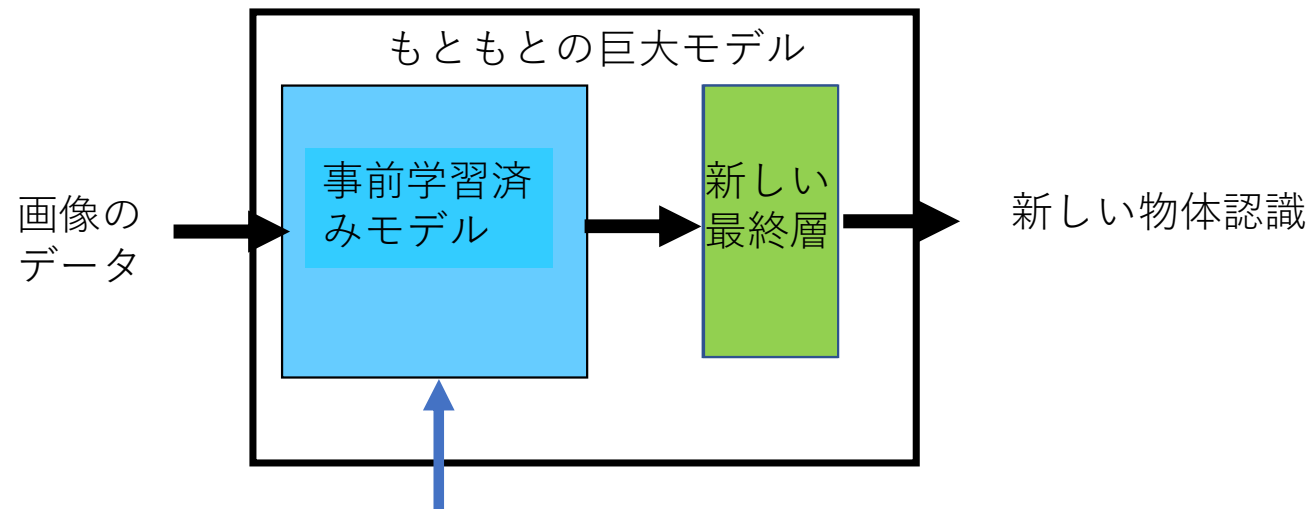 もともとの巨大モデル
事前学習済
みモデル
新しい
最終層
画像の
データ
新しい物体認識